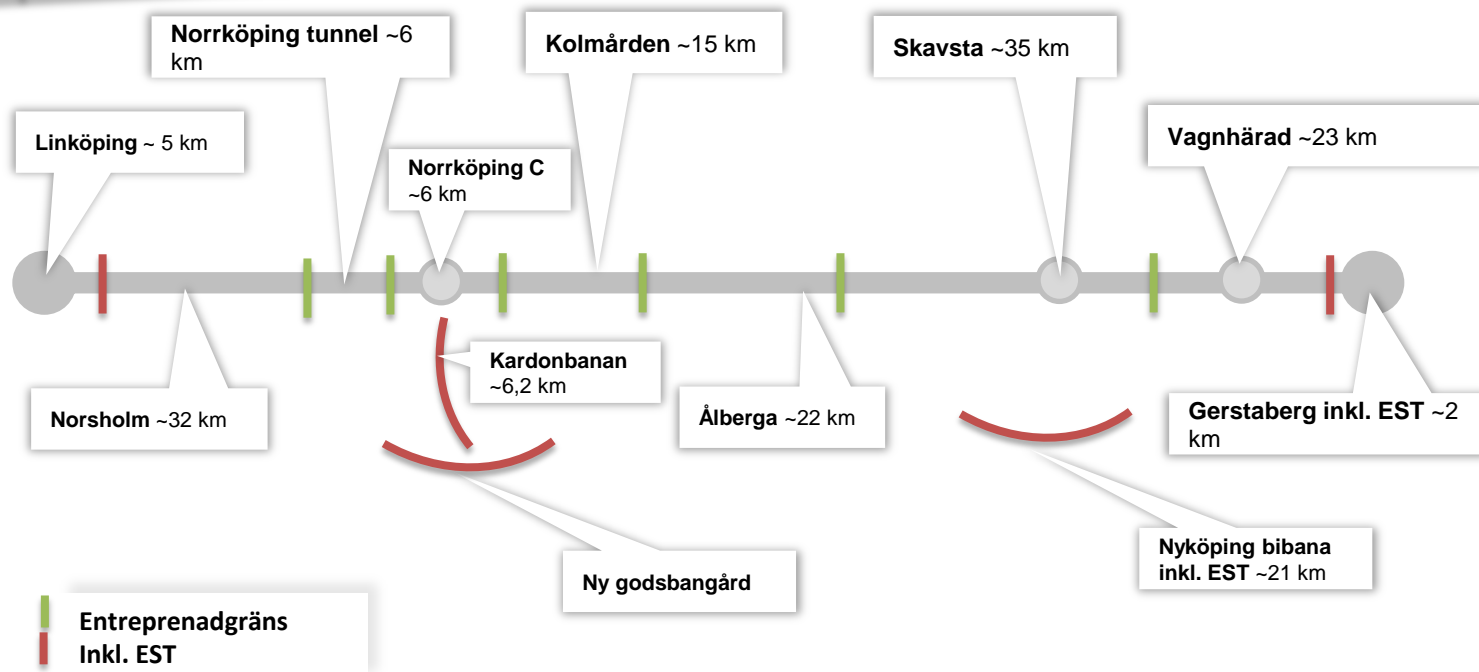 Norrköping tunnel ~6
km
Kolmården ~15 km
Skavsta ~35 km
Linköping ~ 5 km
Norrköping C
~6 km
Vagnhärad ~23 km
Kardonbanan
~6,2 km
Norsholm ~32 km
Ålberga ~22 km
Gerstaberg inkl. EST ~2
km
Ny godsbangård
Nyköping bibana
inkl. EST ~21 km
Entreprenadgräns
Inkl. EST